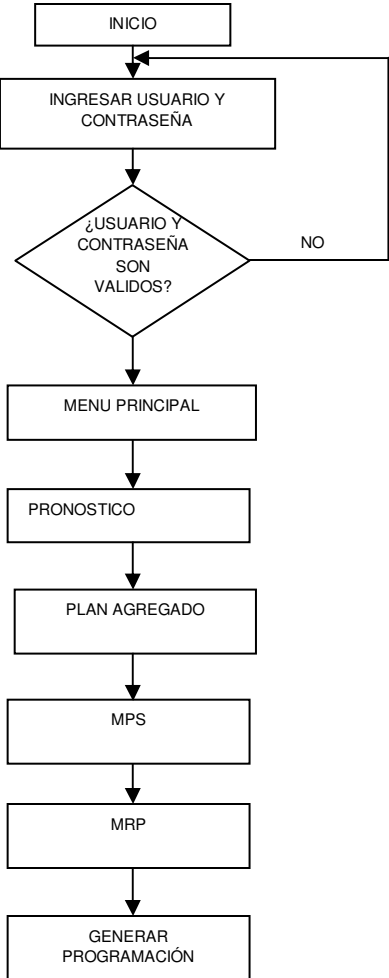 INICIO
INGRESAR USUARIO Y
CONTRASEÑA
¿USUARIO Y
CONTRASEÑA
SON
VALIDOS?
NO
MENU PRINCIPAL
PRONOSTICO
PLAN AGREGADO
MPS
MRP
GENERAR
PROGRAMACIÓN